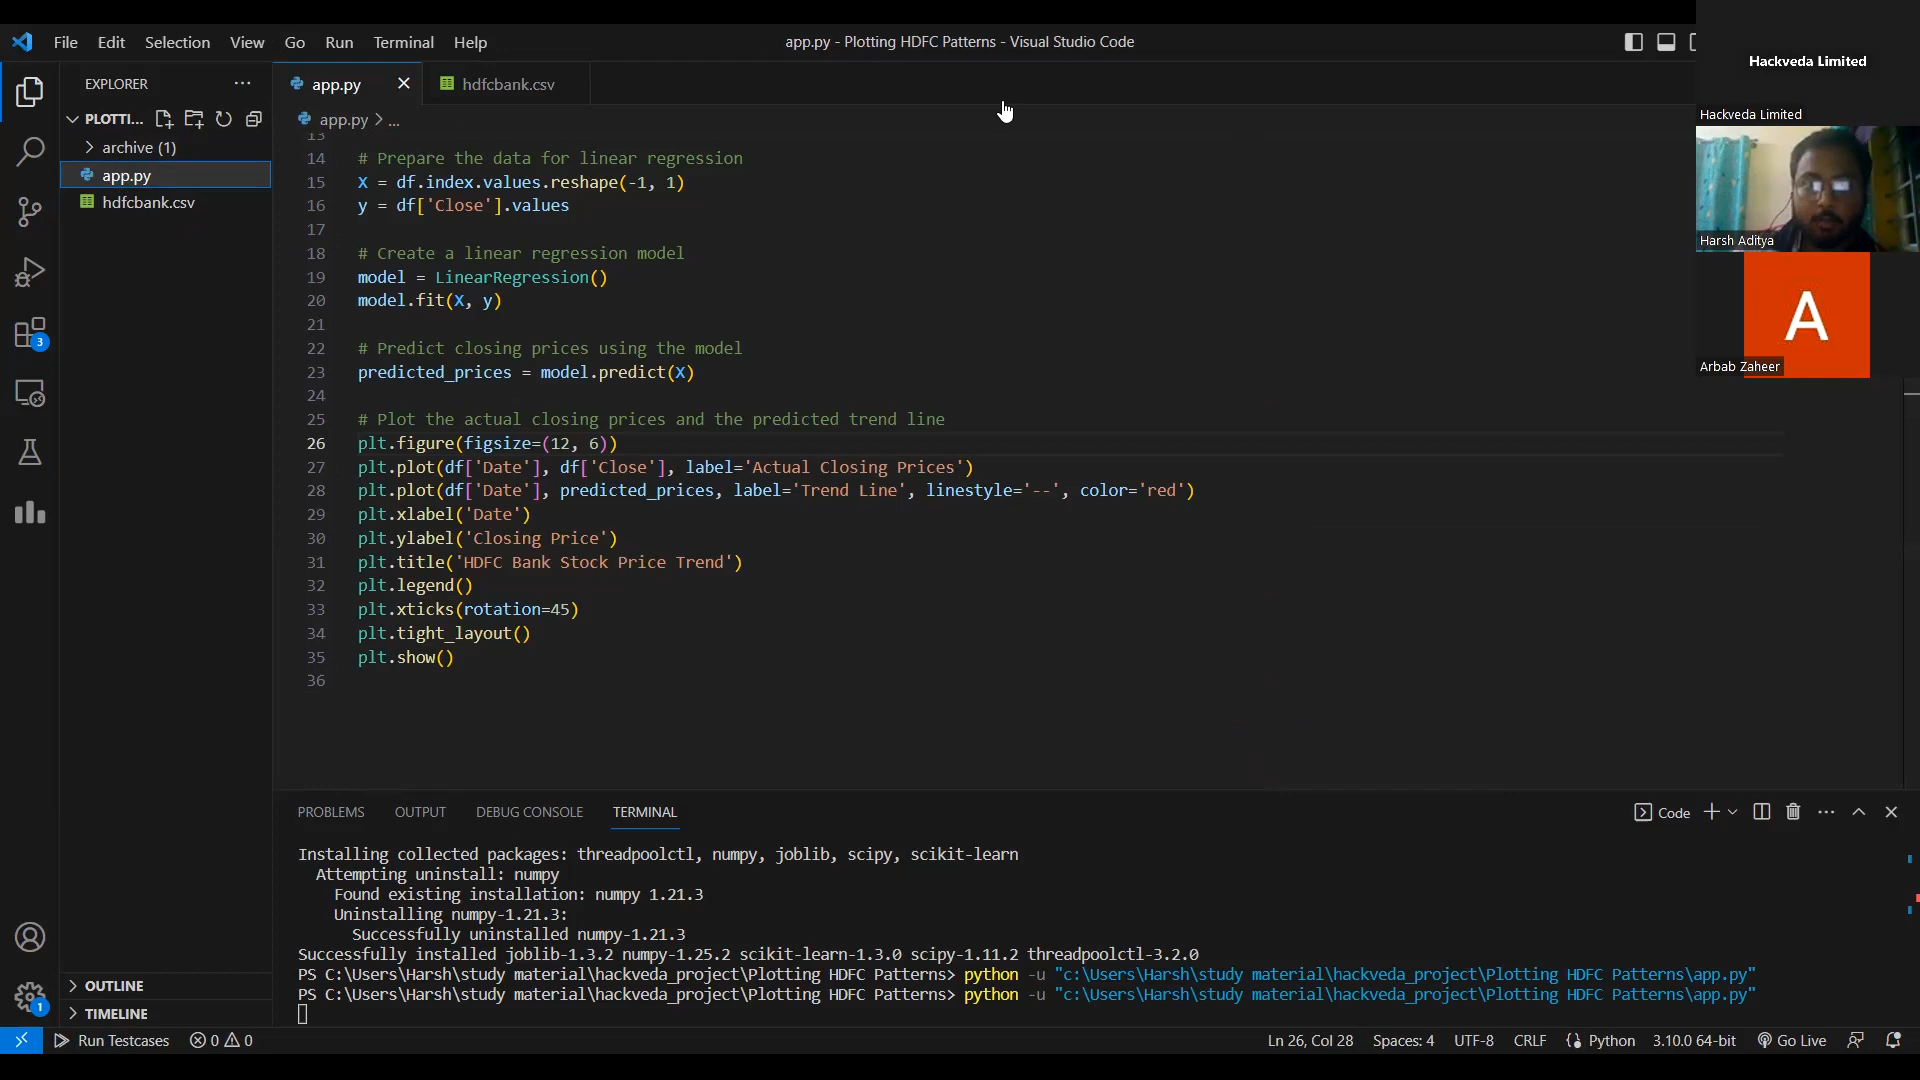 File Edit Selection View Go Run Terminal Help
app.py - Plotting HDFC Patterns - Visual Studio Code
Hackveda Limited
Hackveda Limited
Harsh Aditya
A
Arbab Zaheer
EXPLORER ...
PLOTTI...
archive (1)
app.py
hdfcbank.csv
3
OUTLINE
TIMELINE
1
app.py hdfcbank.csv
app.py > ...
13
14 # Prepare the data for linear regression
15 X = df.index.values.reshape(-1, 1)
16 y = df['Close'].values
17
18 # Create a linear regression model
19 model = LinearRegression()
20 model.fit(X, y)
21
22 # Predict closing prices using the model
23 predicted_prices = model.predict(X)
24
25 # Plot the actual closing prices and the predicted trend line
26 plt.figure(figsize=(12, 6))
27 plt.plot(df['Date'], df['Close'], label='Actual Closing Prices')
28 plt.plot(df['Date'], predicted_prices, label='Trend Line', linestyle='--', color='red')
29 plt.xlabel('Date')
30 plt.ylabel('Closing Price')
31 plt.title('HDFC Bank Stock Price Trend')
32 plt.legend()
33 plt.xticks(rotation=45)
34 plt.tight_layout()
35 plt.show()
36
PROBLEMS OUTPUT DEBUG CONSOLE TERMINAL
Code
Installing collected packages: threadpoolctl, numpy, joblib, scipy, scikit-learn
Attempting uninstall: numpy
Found existing installation: numpy 1.21.3
Uninstalling numpy-1.21.3:
Successfully uninstalled numpy-1.21.3
Successfully installed joblib-1.3.2 numpy-1.25.2 scikit-learn-1.3.0 scipy-1.11.2 threadpoolctl-3.2.0
PS C:\Users\Harsh\study material\hackveda_project\Plotting HDFC Patterns> python -u "c:\Users\Harsh\study material\hackveda_project\Plotting HDFC Patterns\app.py"
PS C:\Users\Harsh\study material\hackveda_project\Plotting HDFC Patterns> python -u "c:\Users\Harsh\study material\hackveda_project\Plotting HDFC Patterns\app.py"
Run Testcases 0 0 Ln 26, Col 28 Spaces: 4 UTF-8 CRLF Python 3.10.0 64-bit Go Live